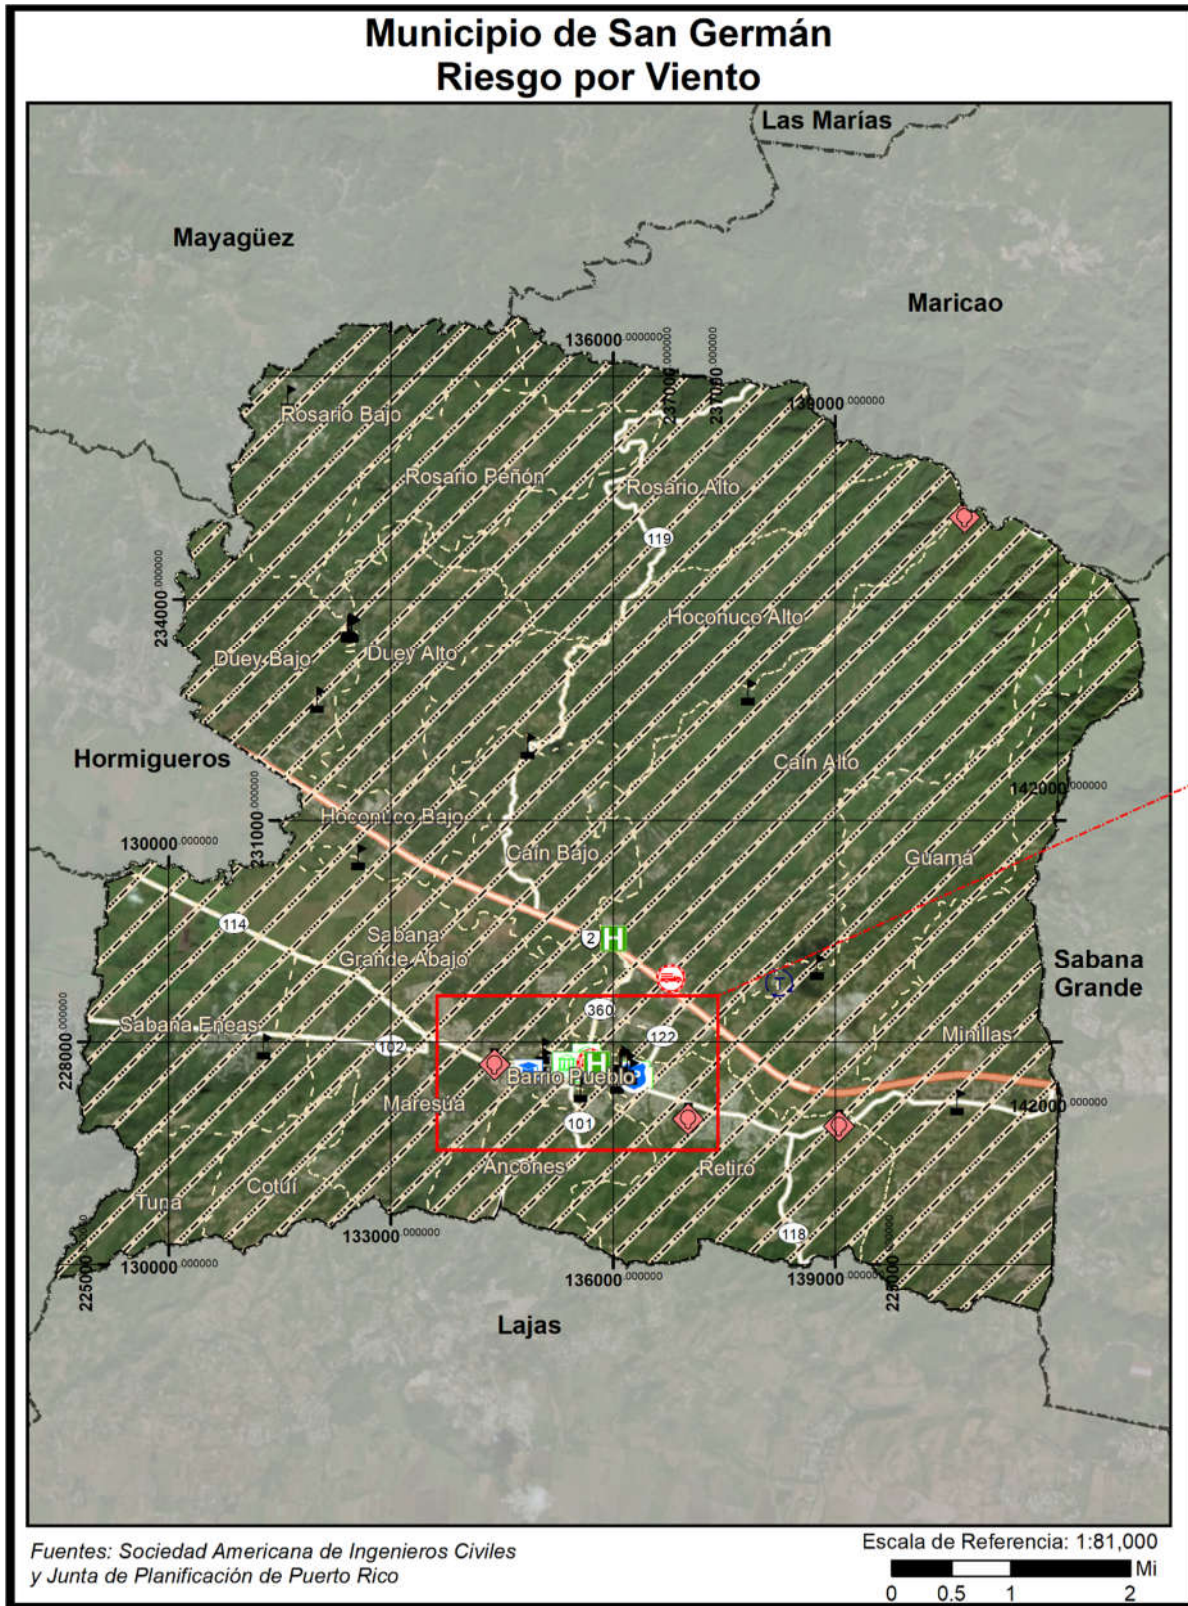 Municipio de San Germán
Riesgo por Viento
Las Marías
Mayagüez
Maricao
136000.000000
237000.000000
237000.000000
139000.000000
Rosario Bajo
Rosario Peñón
Rosario Alto
119
234000.000000
Hoconuco Alto
Duey Bajo
Duey Alto
Hormigueros
Caín Alto
142000.000000
231000.000000
Hoconuco Bajo
130000.000000
Caín Bajo
Guamá
114
Sabana
Grande Abajo
2
H
Sabana
Grande
T
360
122
Sabana Eneas
102
Minillas
228000.000000
H
Barrio Pueblo
P
Maresúa
101
142000.000000
Ancones
Retiro
Cotuí
Tuna
133000.000000
118
225000.000000
130000.000000
136000.000000
139000.000000
225000.000000
Lajas
Fuentes: Sociedad Americana de Ingenieros Civiles
y Junta de Planificación de Puerto Rico
Escala de Referencia: 1:81,000
Mi
0 0.5 1 2